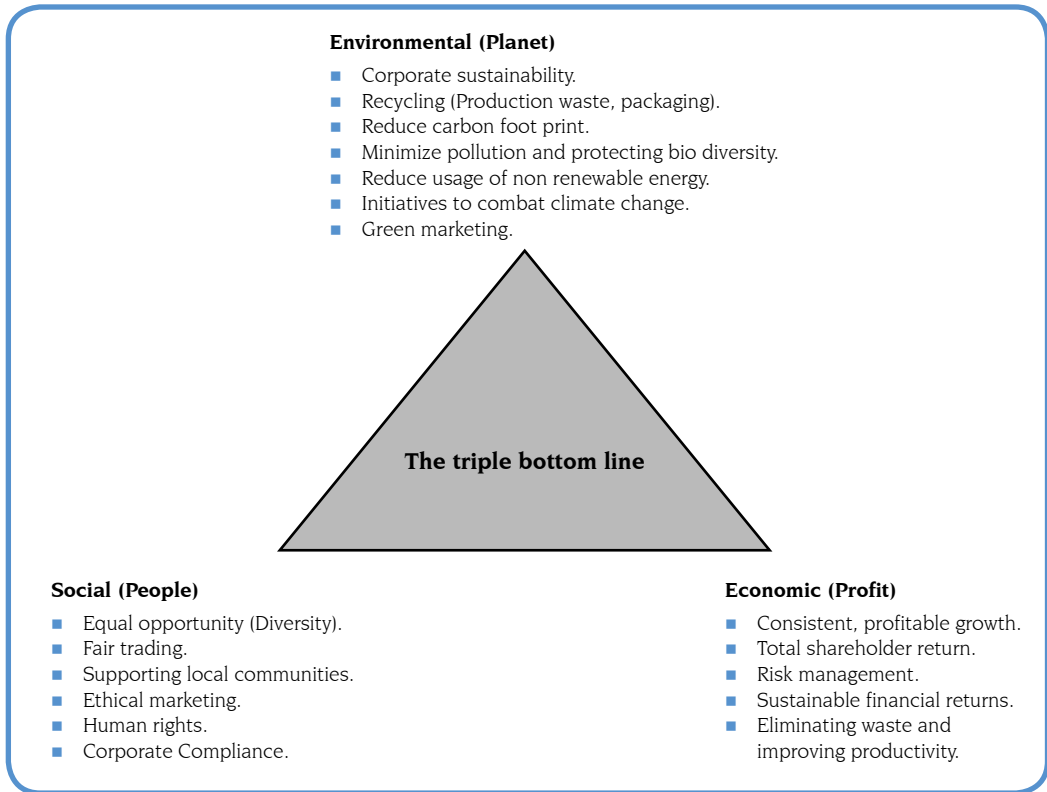 Environmental (Planet)
Corporate sustainability.
Recycling (Production waste, packaging).
Reduce carbon foot print.
Minimize pollution and protecting bio diversity.
Reduce usage of non renewable energy.
Initiatives to combat climate change.
Green marketing.
The triple bottom line
Social (People)
Equal opportunity (Diversity).
Fair trading.
Supporting local communities.
Ethical marketing.
Human rights.
Corporate Compliance.
Economic (Profit)
Consistent, profitable growth.
Total shareholder return.
Risk management.
Sustainable financial returns.
Eliminating waste and
improving productivity.